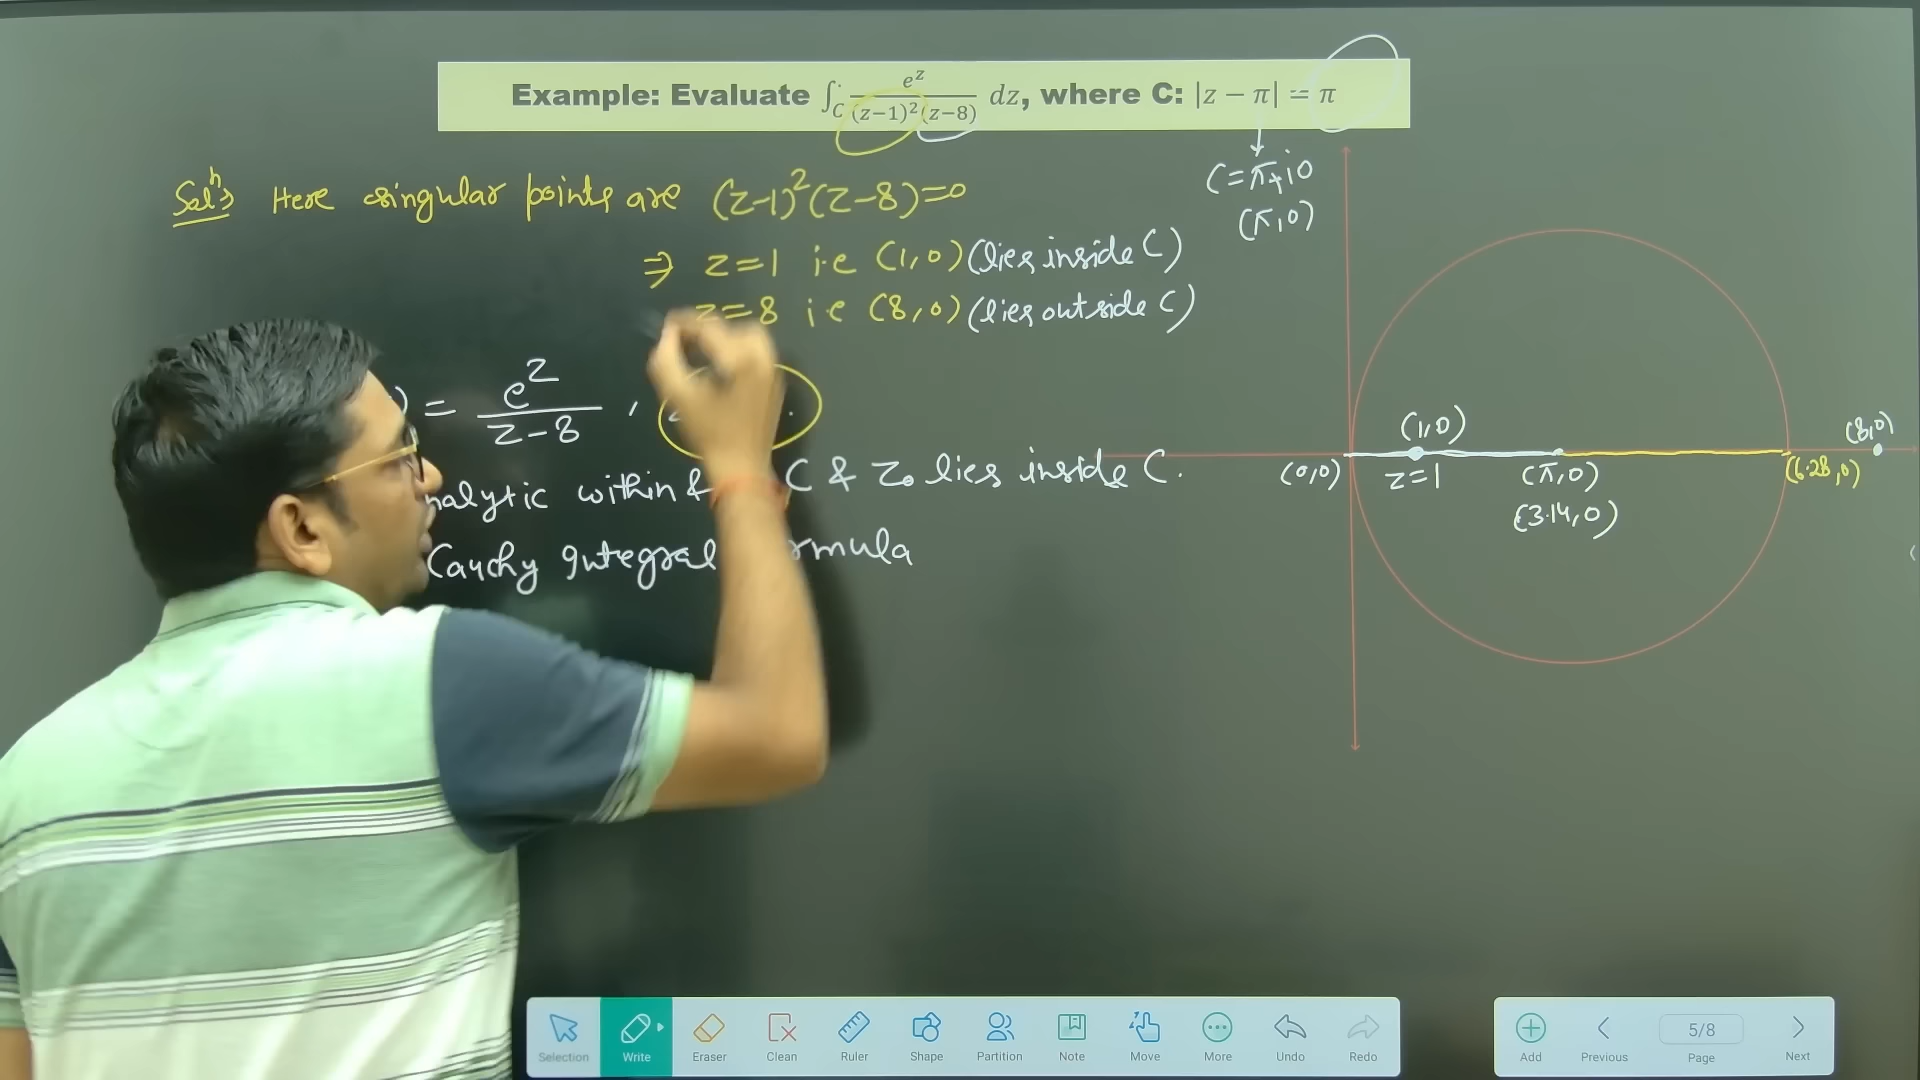 Example: Evaluate ∫_C e^z / (z−1)²(z−8) dz, where C: |z − π| = π
Solⁿ: Here singular points are (z-1)²(z-8)=0
⇒ z=1 i.e (1,0) (lies inside C)
z=8 i.e (8,0) (lies outside C)
) = e^z / z-8 ,
analytic within & C & z₀ lies inside C.
Cauchy Integral
C=π+i0
(π,0)
(0,0)
(1,0)
z=1
(π,0)
(3.14,0)
(6.28,0)
(8,0)
Selection
Write
Eraser
Clean
Ruler
Shape
Partition
Note
Move
More
Undo
Redo
Add
Previous
5/8
Page
Next